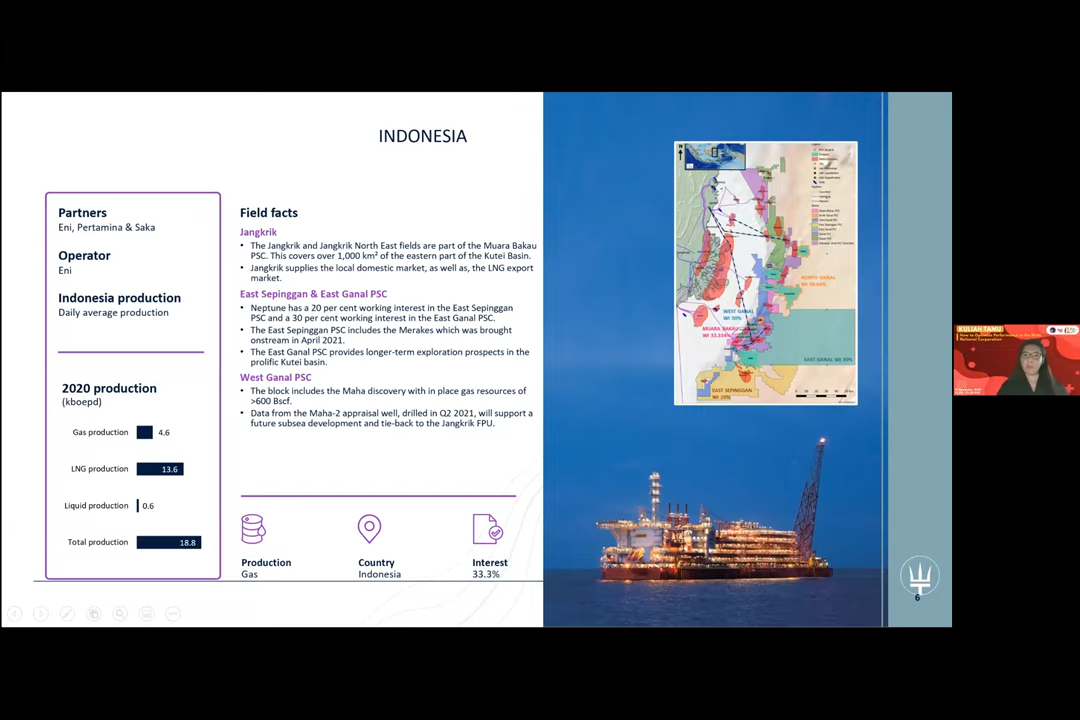 INDONESIA
Partners
Eni, Pertamina & Saka
Operator
Eni
Indonesia production
Daily average production
2020 production
(kboepd)
Gas production 4.6
LNG production 13.6
Liquid production 0.6
Total production 18.8
Field facts
Jangkrik
• The Jangkrik and Jangkrik North East fields are part of the Muara Bakau
PSC. This covers over 1,000 km² of the eastern part of the Kutei Basin.
• Jangkrik supplies the local domestic market, as well as, the LNG export
market.
East Sepinggan & East Ganal PSC
• Neptune has a 20 per cent working interest in the East Sepinggan
PSC and a 30 per cent working interest in the East Ganal PSC.
• The East Sepinggan PSC includes the Merakes which was brought
onstream in April 2021.
• The East Ganal PSC provides longer-term exploration prospects in the
prolific Kutei basin.
West Ganal PSC
• The block includes the Maha discovery with in place gas resources of
>600 Bscf.
• Data from the Maha-2 appraisal well, drilled in Q2 2021, will support a
future subsea development and tie-back to the Jangkrik FPU.
Production
Gas
Country
Indonesia
Interest
33.3%
N
NORTH GANAL
WEST GANAL
WI 30%
MUARA BAKAU
WI 33.334%
EAST GANAL WI 30%
EAST SEPINGGAN
WI 20%
6
KULIAH TAMU